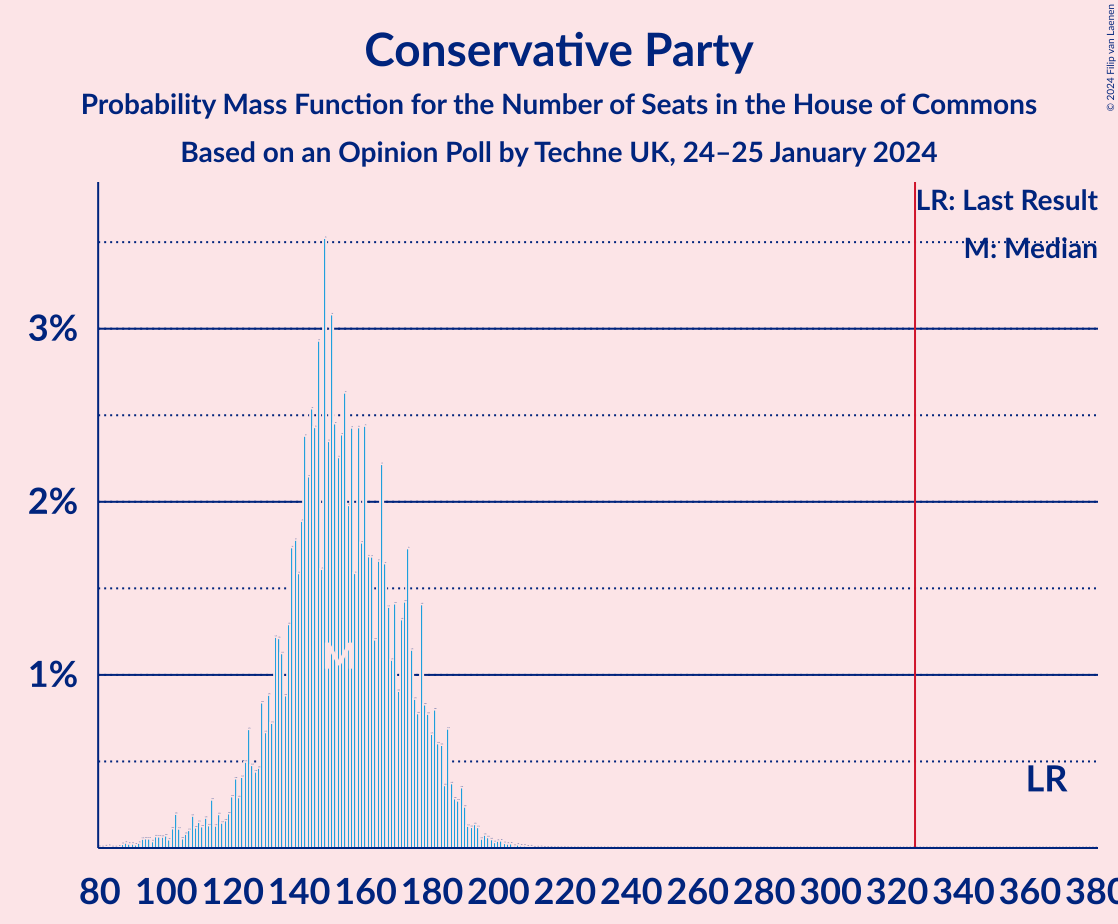 Conservative Party
Probability Mass Function for the Number of Seats in the House of Commons
Based on an Opinion Poll by Techne UK, 24–25 January 2024
© 2024 Filip van Laenen
LR: Last Result
M: Median
3%
2%
1%
M
LR
80 100 120 140 160 180 200 220 240 260 280 300 320 340 360 380